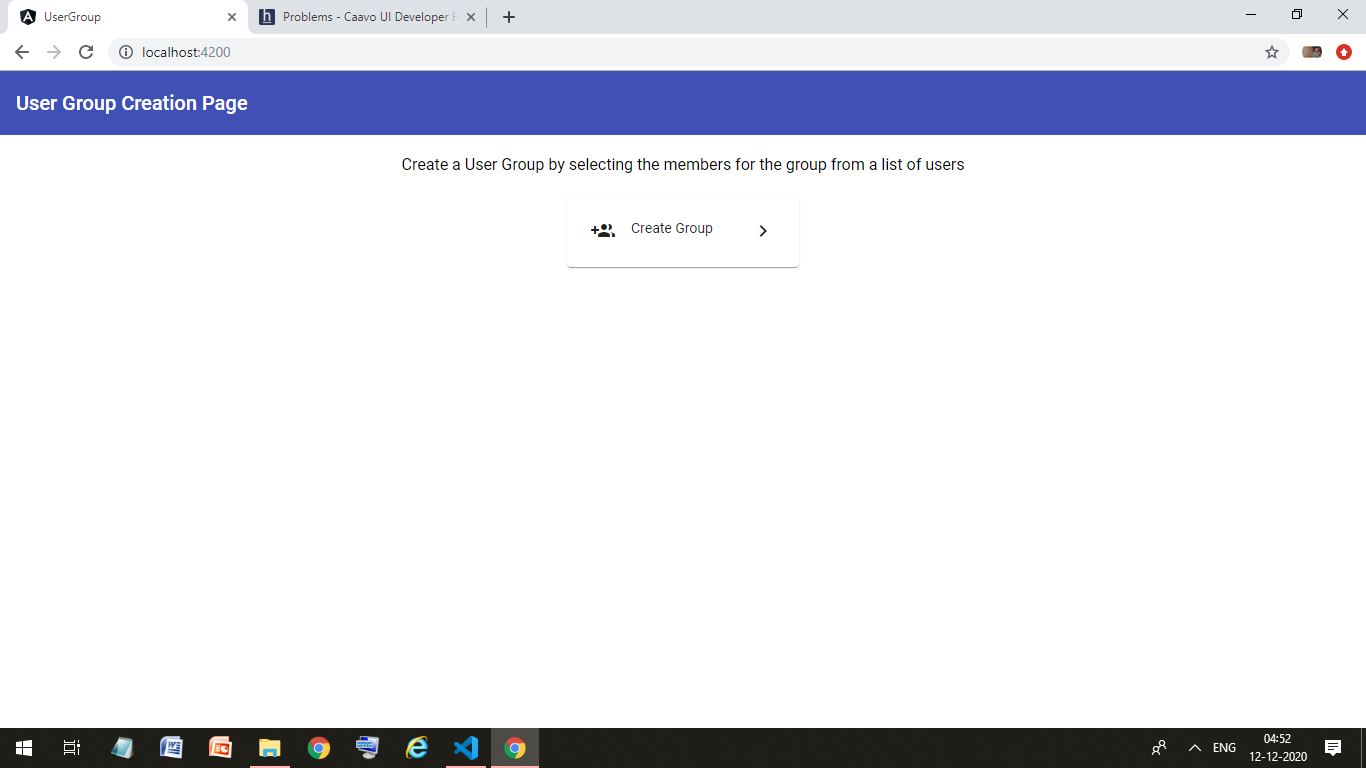 UserGroup
Problems - Caavo UI Developer H
localhost:4200
User Group Creation Page
Create a User Group by selecting the members for the group from a list of users
Create Group
ENG
04:52
12-12-2020